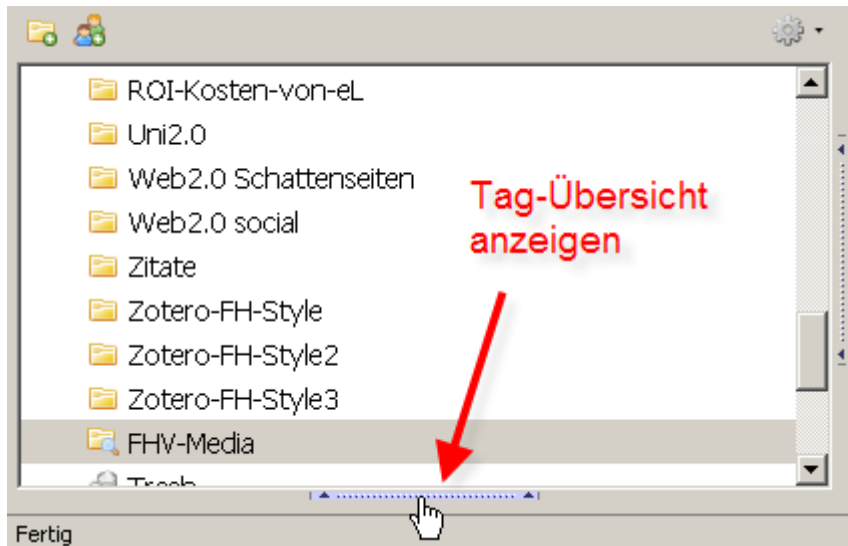 ROI-Kosten-von-eL
Uni2.0
Web2.0 Schattenseiten
Web2.0 social
Zitate
Zotero-FH-Style
Zotero-FH-Style2
Zotero-FH-Style3
FHV-Media
Trash
Tag-Übersicht
anzeigen
Fertig